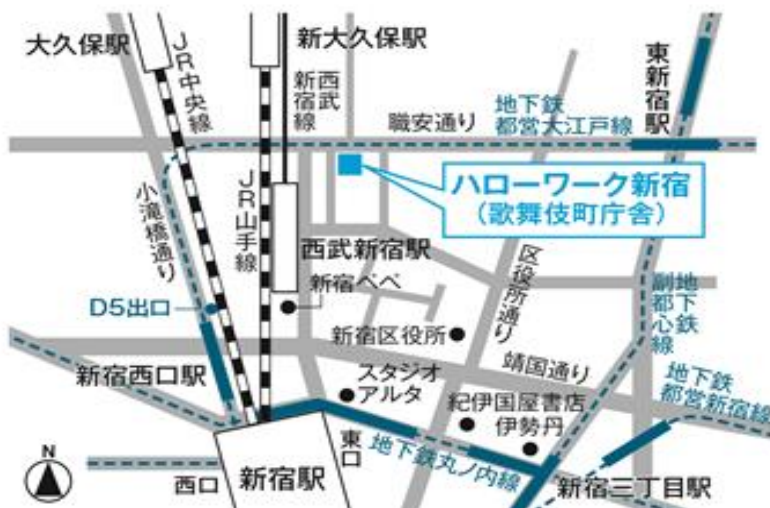 大久保駅
新大久保駅
JR中央線
西武
新宿線
東新宿駅
地下鉄
都営大江戸線
職安通り
ハローワーク新宿
（歌舞伎町庁舎）
小滝橋通り
JR山手線
西武新宿駅
区役所通り
地下鉄
副都心線
新宿ペペ
D5出口
新宿区役所
靖国通り
新宿西口駅
スタジオ
アルタ
地下鉄
都営新宿線
紀伊国屋書店
伊勢丹
東口
地下鉄丸ノ内線
N
西口
新宿駅
新宿三丁目駅